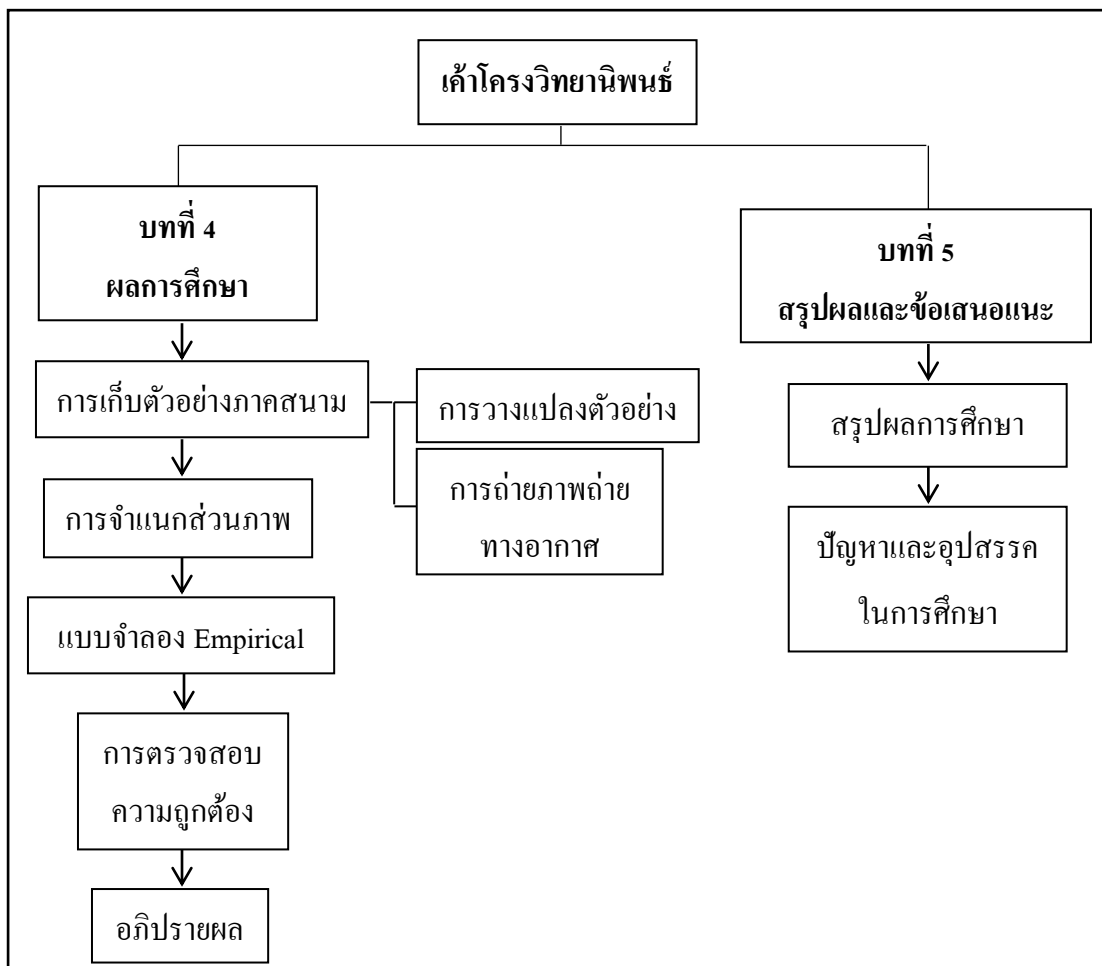 เค้าโครงวิทยานิพนธ์
บทที่ 4
ผลการศึกษา
การเก็บตัวอย่างภาคสนาม
การวางแปลงตัวอย่าง
การถ่ายภาพถ่าย
ทางอากาศ
การจำแนกส่วนภาพ
แบบจำลอง Empirical
การตรวจสอบ
ความถูกต้อง
อภิปรายผล
บทที่ 5
สรุปผลและข้อเสนอแนะ
สรุปผลการศึกษา
ปัญหาและอุปสรรค
ในการศึกษา